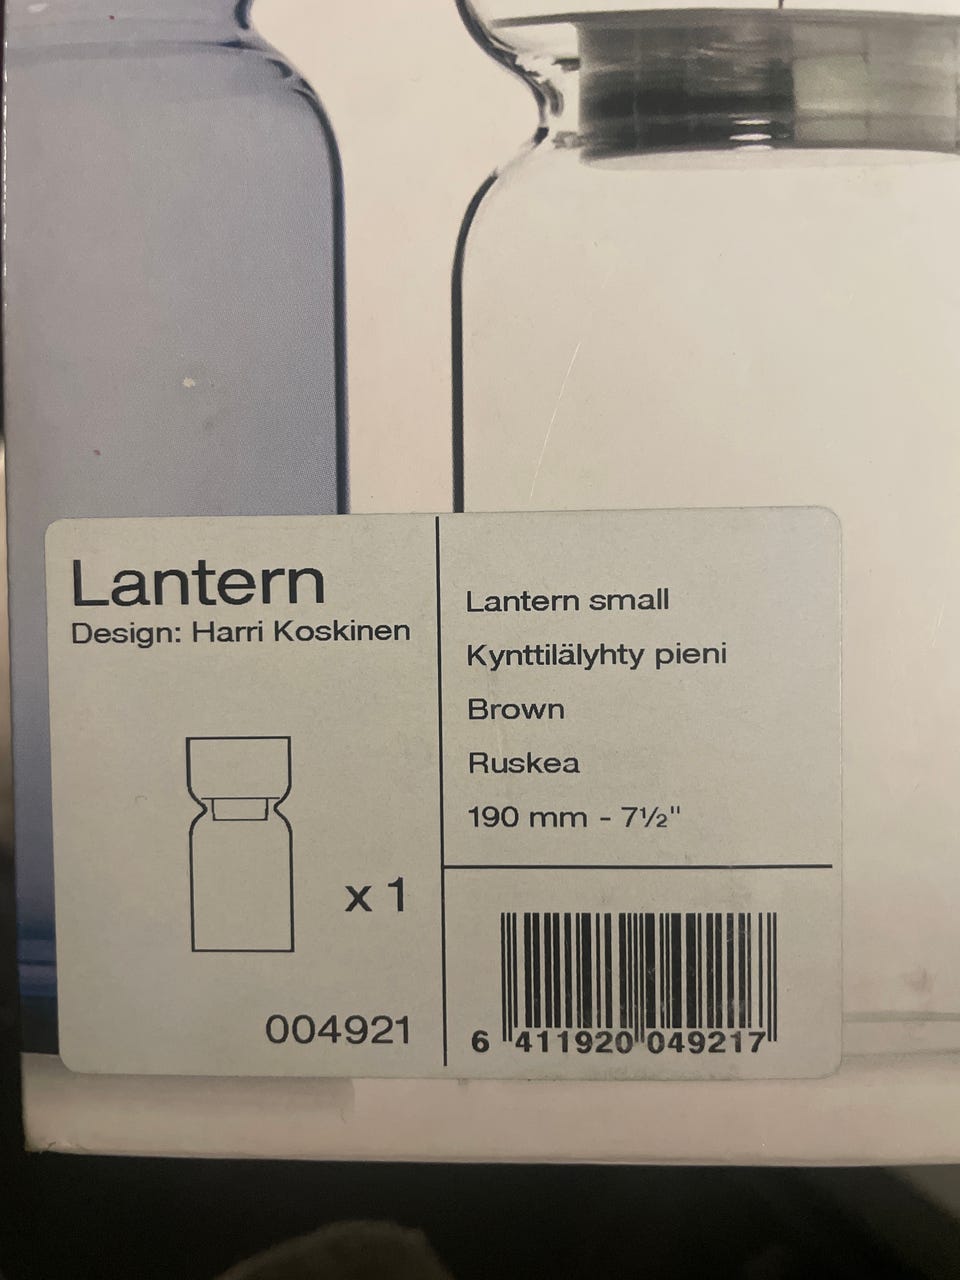 Lantern
Design: Harri Koskinen
x 1
004921
Lantern small
Kynttilälyhty pieni
Brown
Ruskea
190 mm - 7½"
6 411920 049217